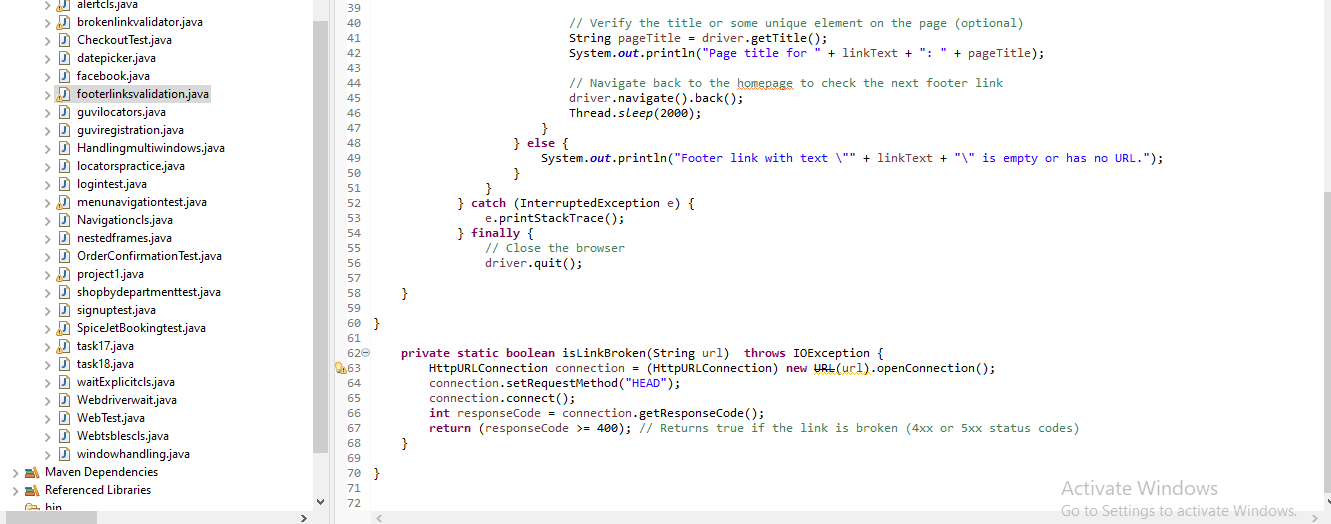 alertcls.java
brokenlinkvalidator.java
CheckoutTest.java
datepicker.java
facebook.java
footerlinksvalidation.java
guvilocators.java
guviregistration.java
Handlingmultiwindows.java
locatorspractice.java
logintest.java
menunavigationtest.java
Navigationcls.java
nestedframes.java
OrderConfirmationTest.java
project1.java
shopbydepartmenttest.java
signuptest.java
SpiceJetBookingtest.java
task17.java
task18.java
waitExplicitcls.java
Webdriverwait.java
WebTest.java
Webtsblescls.java
windowhandling.java
Maven Dependencies
Referenced Libraries
bin
39
40 // Verify the title or some unique element on the page (optional)
41 String pageTitle = driver.getTitle();
42 System.out.println("Page title for " + linkText + ": " + pageTitle);
43
44 // Navigate back to the homepage to check the next footer link
45 driver.navigate().back();
46 Thread.sleep(2000);
47 }
48 } else {
49 System.out.println("Footer link with text \"" + linkText + "\" is empty or has no URL.");
50 }
51 }
52 } catch (InterruptedException e) {
53 e.printStackTrace();
54 } finally {
55 // Close the browser
56 driver.quit();
57
58 }
59
60 }
61
62 private static boolean isLinkBroken(String url)  throws IOException {
63 HttpURLConnection connection = (HttpURLConnection) new URL(url).openConnection();
64 connection.setRequestMethod("HEAD");
65 connection.connect();
66 int responseCode = connection.getResponseCode();
67 return (responseCode >= 400); // Returns true if the link is broken (4xx or 5xx status codes)
68 }
69
70 }
71
72
Activate Windows
Go to Settings to activate Windows.